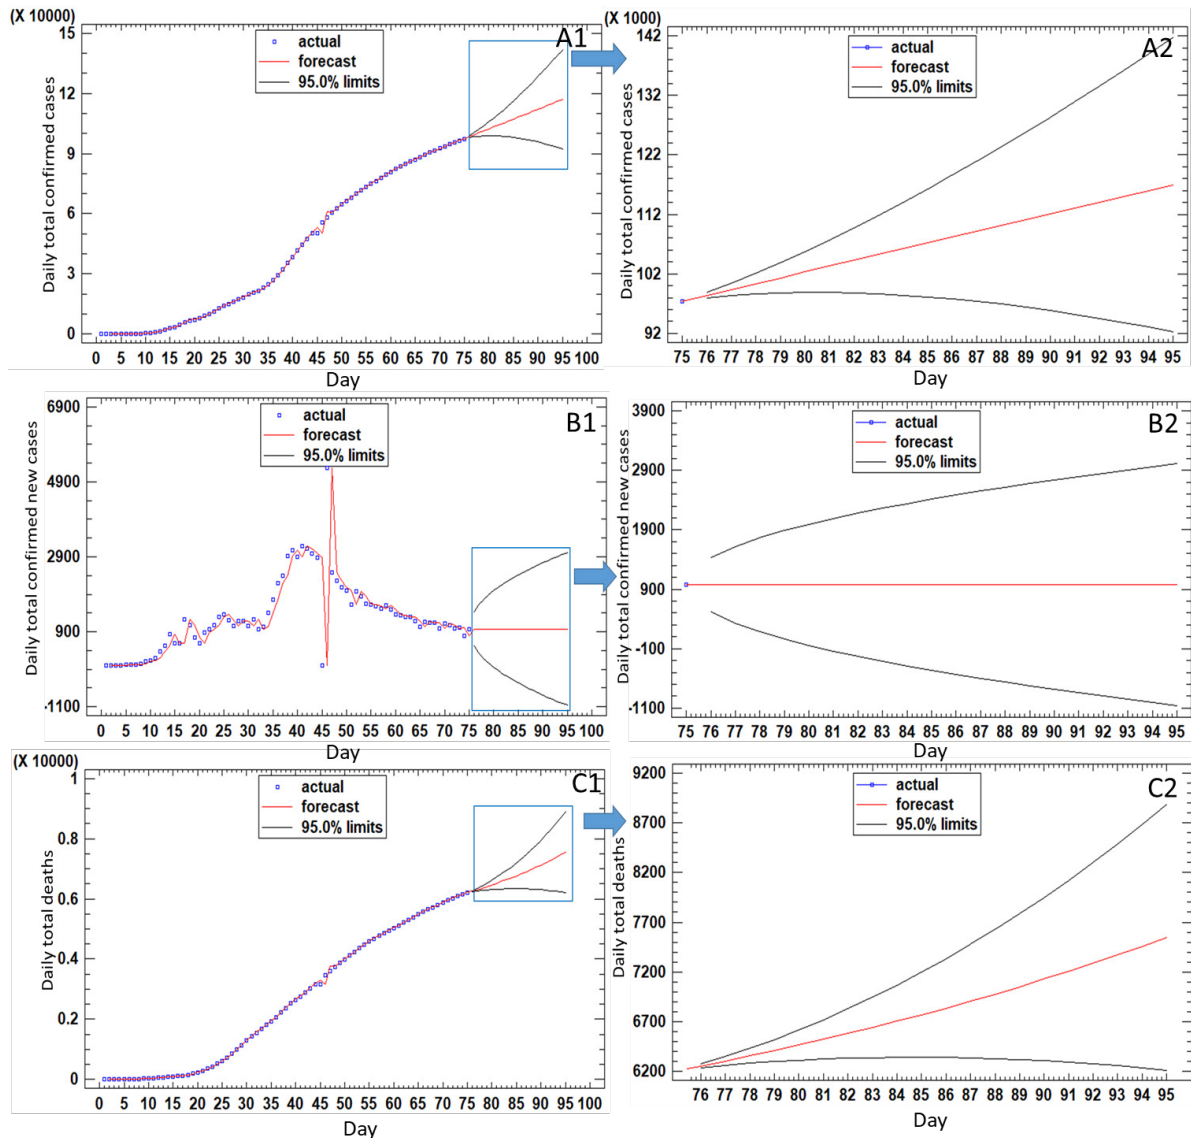 (X 10000)
A1
15
12
9
6
3
0
actual
forecast
95.0% limits
Daily total confirmed cases
0 5 10 15 20 25 30 35 40 45 50 55 60 65 70 75 80 85 90 95 100
Day
(X 1000)
A2
142
132
122
112
102
92
actual
forecast
95.0% limits
Daily total confirmed cases
75 76 77 78 79 80 81 82 83 84 85 86 87 88 89 90 91 92 93 94 95
Day
B1
6900
4900
2900
900
-1100
actual
forecast
95.0% limits
Daily total confirmed new cases
0 5 10 15 20 25 30 35 40 45 50 55 60 65 70 75 80 85 90 95 100
Day
B2
3900
2900
1900
900
-100
-1100
actual
forecast
95.0% limits
Daily total confirmed new cases
75 76 77 78 79 80 81 82 83 84 85 86 87 88 89 90 91 92 93 94 95
Day
(X 10000)
C1
1
0.8
0.6
0.4
0.2
0
actual
forecast
95.0% limits
Daily total deaths
0 5 10 15 20 25 30 35 40 45 50 55 60 65 70 75 80 85 90 95 100
Day
C2
9200
8700
8200
7700
7200
6700
6200
actual
forecast
95.0% limits
Daily total deaths
76 77 78 79 80 81 82 83 84 85 86 87 88 89 90 91 92 93 94 95
Day